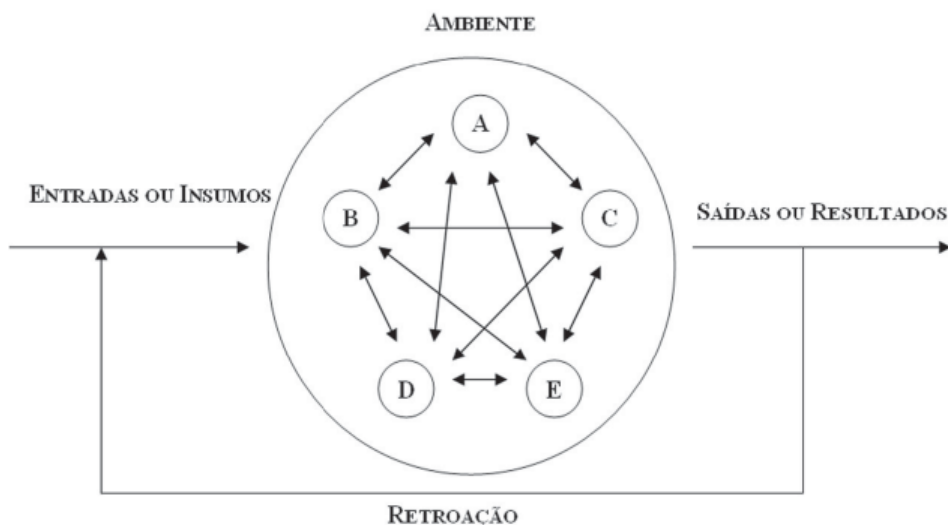 AMBIENTE
A
ENTRADAS OU INSUMOS
B
C
SAÍDAS OU RESULTADOS
D
E
RETROAÇÃO